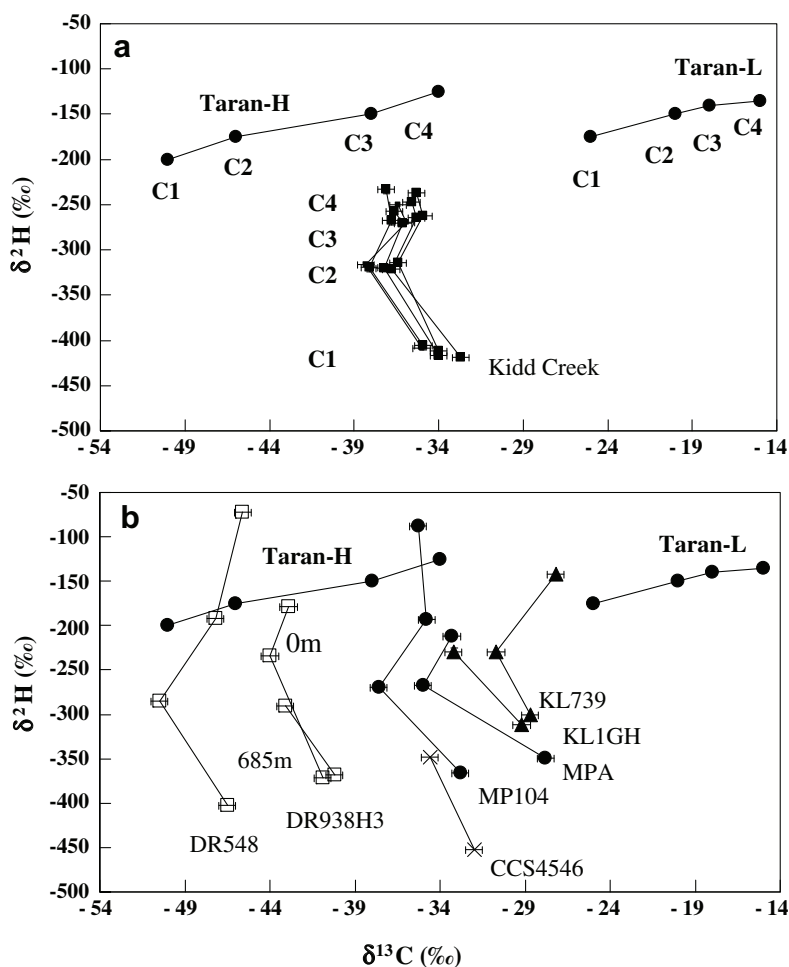 -50
a
Taran-L
-100
Taran-H
-150
C4
C4
C3
C3
C2
-200
C2
C1
C1
-250
C4
δ²H (‰)
-300
C3
C2
-350
C1
Kidd Creek
-400
-450
-500
-54 -49 -44 -39 -34 -29 -24 -19 -14
-50
b
-100
Taran-H
Taran-L
-150
-200
0m
-250
δ²H (‰)
-300
KL739
KL1GH
685m
-350
MPA
MP104
DR938H3
-400
DR548
-450
CCS4546
-500
-54 -49 -44 -39 -34 -29 -24 -19 -14
δ¹³C (‰)